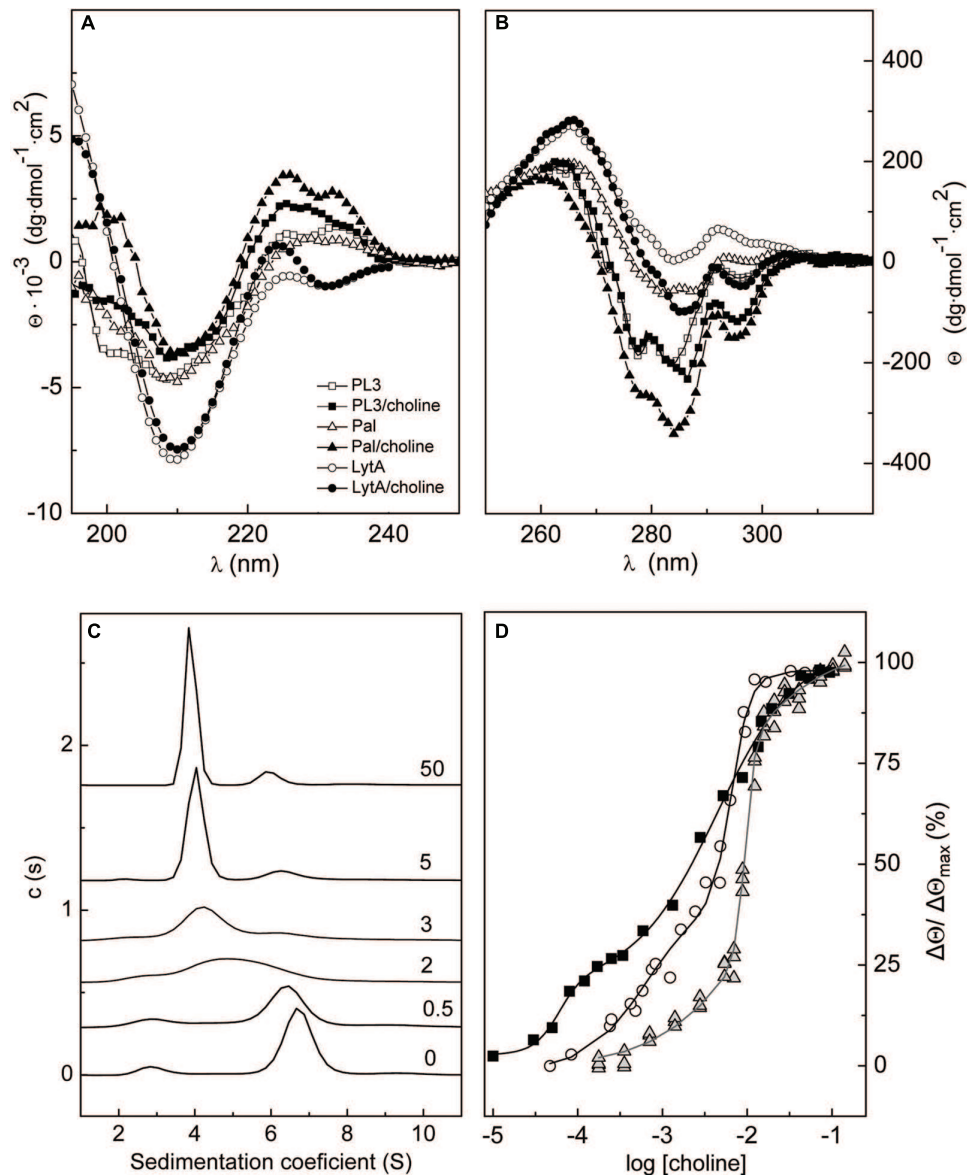 A
5
0
-5
-10
Θ · 10⁻³ (dg·dmol⁻¹·cm²)
PL3
PL3/choline
Pal
Pal/choline
LytA
LytA/choline
200 220 240
λ (nm)
B
400
200
0
-200
-400
Θ (dg·dmol⁻¹·cm²)
260 280 300
λ (nm)
C
2
1
0
c (s)
50
5
3
2
0.5
0
2 4 6 8 10
Sedimentation coeficient (S)
D
100
75
50
25
0
ΔΘ/ ΔΘmax (%)
-5 -4 -3 -2 -1
log [choline]